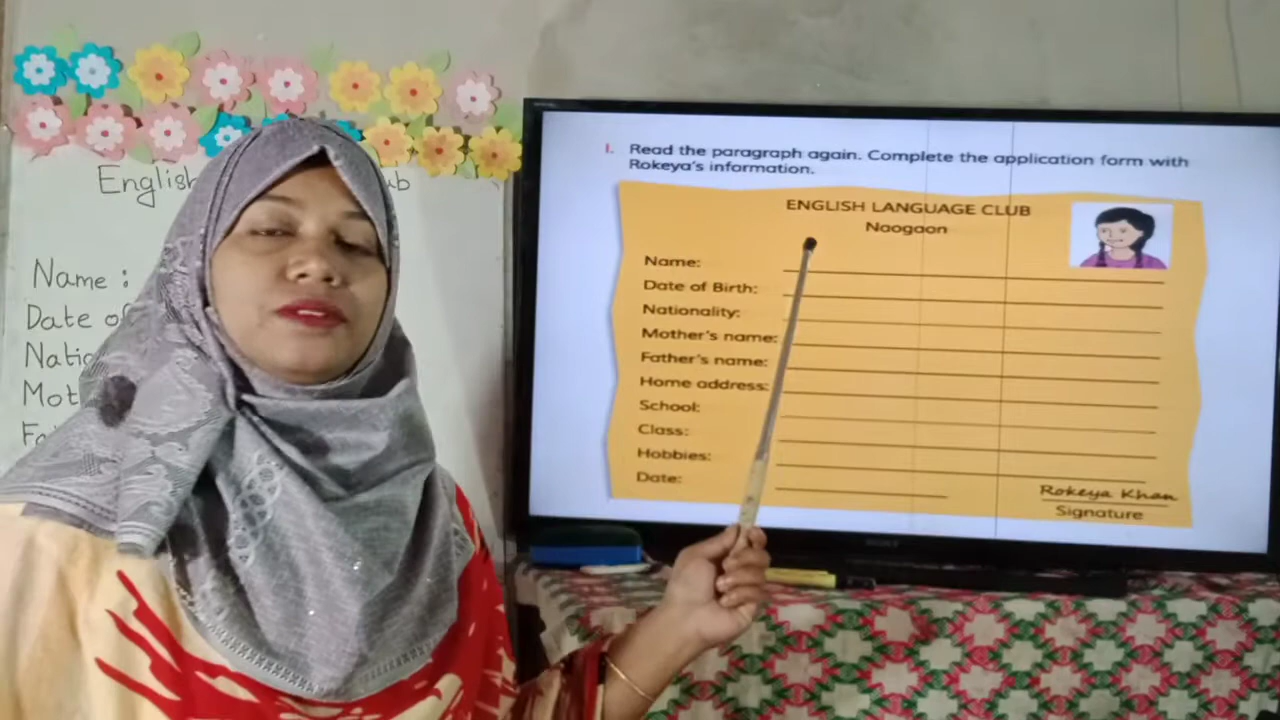 English ub
Name :
Date of
Natio
Mot
Fa
I. Read the paragraph again. Complete the application form with
Rokeya's information.
ENGLISH LANGUAGE CLUB
Naogaon
Name:
Date of Birth:
Nationality:
Mother's name:
Father's name:
Home address:
School:
Class:
Hobbies:
Date:
Rokeya Khan
Signature
SONY